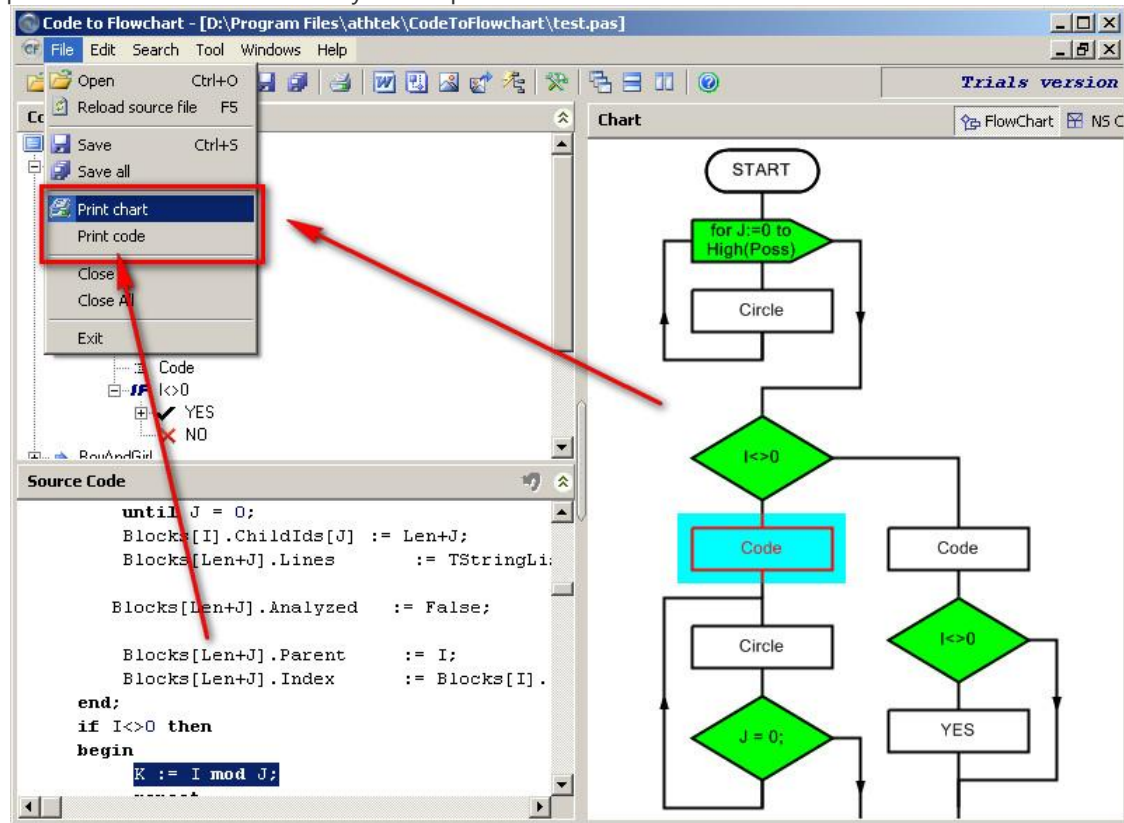 Code to Flowchart - [D:\Program Files\athtek\CodeToFlowchart\test.pas]
File Edit Search Tool Windows Help
Trials version
Open Ctrl+O
Reload source file F5
Save Ctrl+S
Save all
Print chart
Print code
Close
Close All
Exit
Code
IF I<>0
YES
NO
BoyAndGirl
Source Code
until J = 0;
Blocks[I].ChildIds[J] := Len+J;
Blocks[Len+J].Lines := TStringLi
Blocks[Len+J].Analyzed := False;
Blocks[Len+J].Parent := I;
Blocks[Len+J].Index := Blocks[I].
end;
if I<>0 then
begin
K := I mod J;
repeat
Chart
FlowChart NS C
START
for J:=0 to
High(Poss)
Circle
I<>0
Code
Code
Circle
I<>0
J = 0;
YES